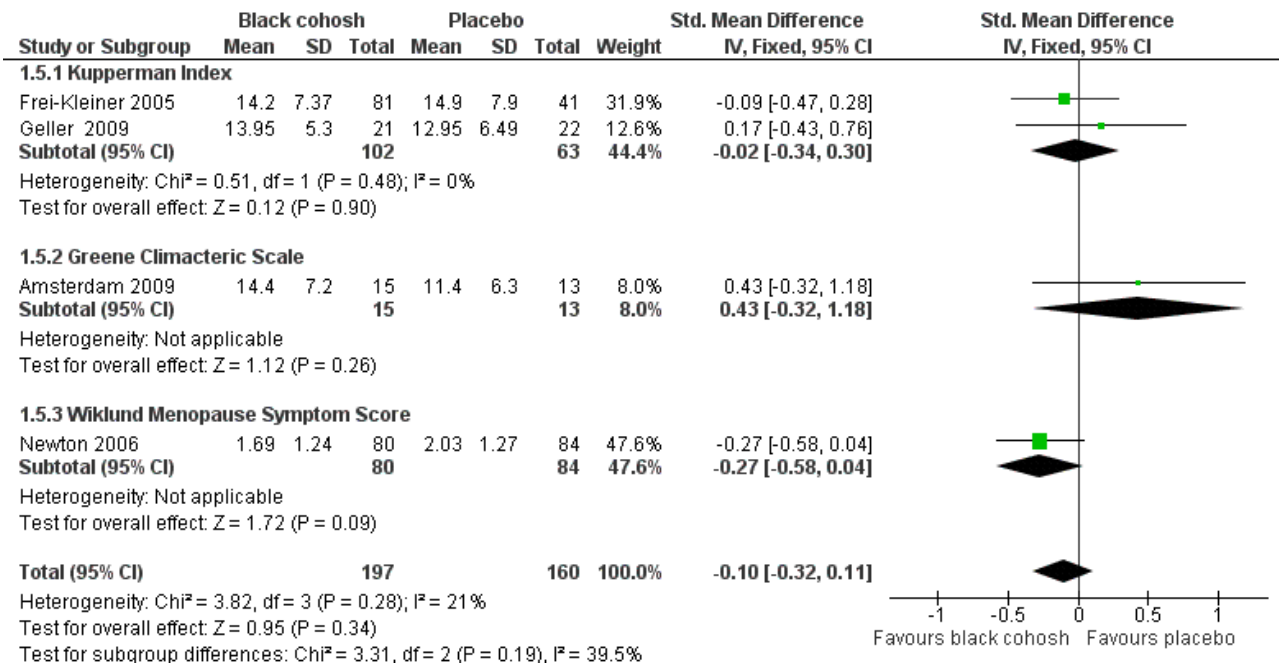 Black cohosh Placebo Std. Mean Difference Std. Mean Difference
Study or Subgroup Mean SD Total Mean SD Total Weight IV, Fixed, 95% CI IV, Fixed, 95% CI
1.5.1 Kupperman Index
Frei-Kleiner 2005 14.2 7.37 81 14.9 7.9 41 31.9% -0.09 [-0.47, 0.28]
Geller 2009 13.95 5.3 21 12.95 6.49 22 12.6% 0.17 [-0.43, 0.76]
Subtotal (95% CI) 102 63 44.4% -0.02 [-0.34, 0.30]
Heterogeneity: Chi² = 0.51, df = 1 (P = 0.48); I² = 0%
Test for overall effect: Z = 0.12 (P = 0.90)
1.5.2 Greene Climacteric Scale
Amsterdam 2009 14.4 7.2 15 11.4 6.3 13 8.0% 0.43 [-0.32, 1.18]
Subtotal (95% CI) 15 13 8.0% 0.43 [-0.32, 1.18]
Heterogeneity: Not applicable
Test for overall effect: Z = 1.12 (P = 0.26)
1.5.3 Wiklund Menopause Symptom Score
Newton 2006 1.69 1.24 80 2.03 1.27 84 47.6% -0.27 [-0.58, 0.04]
Subtotal (95% CI) 80 84 47.6% -0.27 [-0.58, 0.04]
Heterogeneity: Not applicable
Test for overall effect: Z = 1.72 (P = 0.09)
Total (95% CI) 197 160 100.0% -0.10 [-0.32, 0.11]
Heterogeneity: Chi² = 3.82, df = 3 (P = 0.28); I² = 21%
Test for overall effect: Z = 0.95 (P = 0.34)
Test for subgroup differences: Chi² = 3.31, df = 2 (P = 0.19), I² = 39.5%
-1 -0.5 0 0.5 1
Favours black cohosh Favours placebo